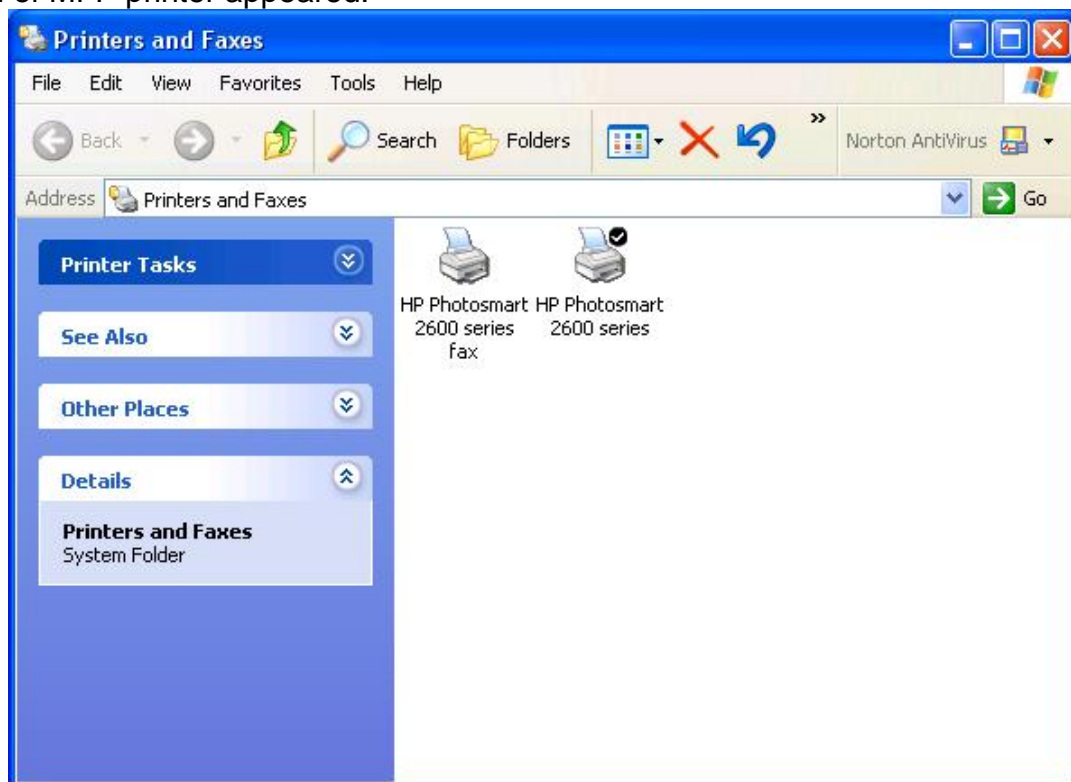 printer appeared.
Printers and Faxes
File Edit View Favorites Tools Help
Back Search Folders » Norton AntiVirus
Address Printers and Faxes Go
Printer Tasks
See Also
Other Places
Details
Printers and Faxes
System Folder
HP Photosmart
2600 series
fax
HP Photosmart
2600 series